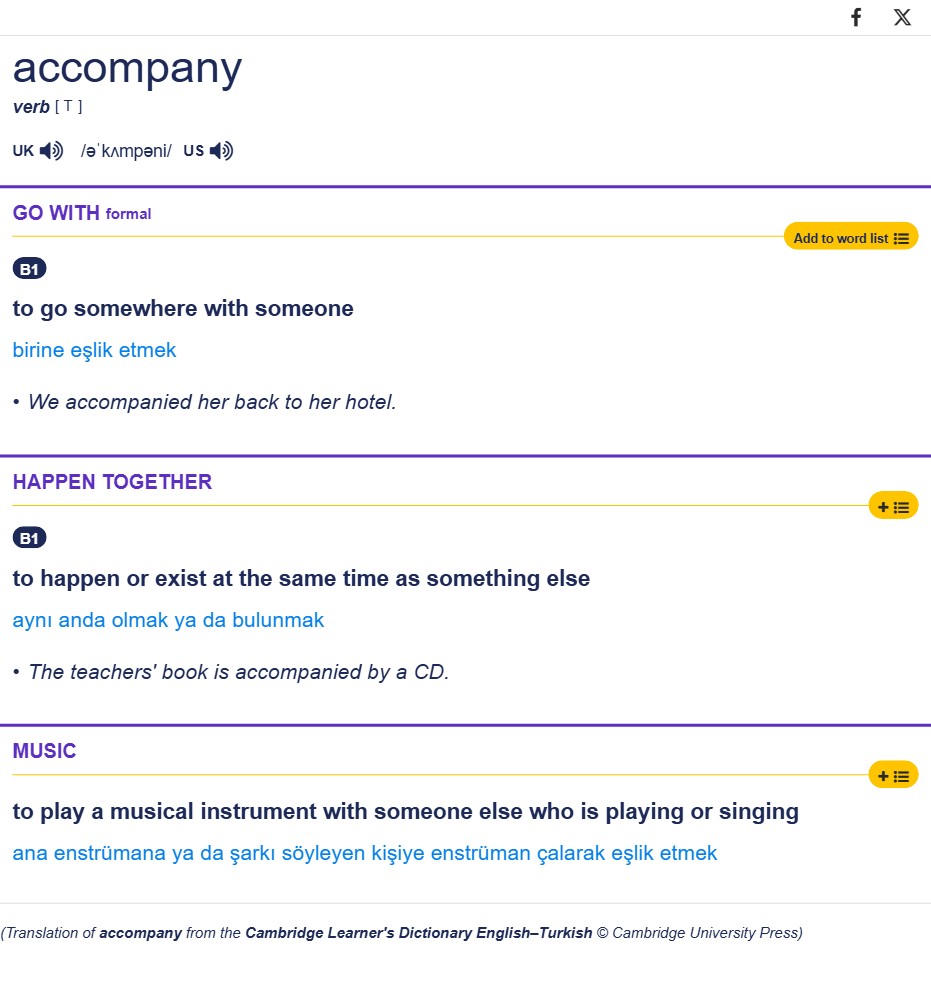 accompany
verb [ T ]
UK /əˈkʌmpəni/ US
GO WITH formal
Add to word list
B1
to go somewhere with someone
birine eşlik etmek
• We accompanied her back to her hotel.
HAPPEN TOGETHER
+
B1
to happen or exist at the same time as something else
aynı anda olmak ya da bulunmak
• The teachers' book is accompanied by a CD.
MUSIC
+
to play a musical instrument with someone else who is playing or singing
ana enstrümana ya da şarkı söyleyen kişiye enstrüman çalarak eşlik etmek
(Translation of accompany from the Cambridge Learner's Dictionary English–Turkish © Cambridge University Press)